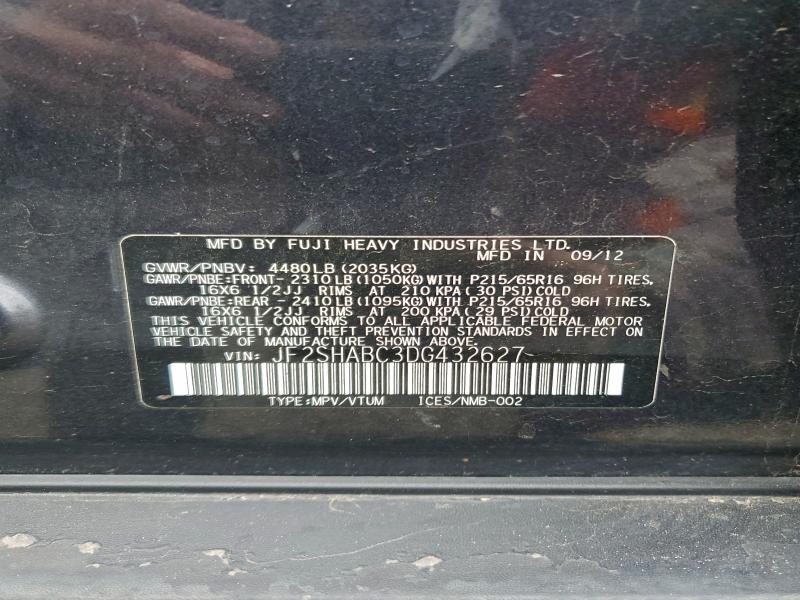 MFD BY FUJI HEAVY INDUSTRIES LTD.
MFD IN 09/12
GVWR/PNBV: 4480LB (2035KG)
GAWR/PNBE:FRONT- 2310LB (1050KG) WITH P215/65R16 96H TIRES,
16X6 1/2JJ RIMS AT 210 KPA (30 PSI) COLD
GAWR/PNBE:REAR - 2410LB (1095KG) WITH P215/65R16 96H TIRES,
16X6 1/2JJ RIMS AT 200 KPA (29 PSI) COLD
THIS VEHICLE CONFORMS TO ALL APPLICABLE FEDERAL MOTOR
VEHICLE SAFETY AND THEFT PREVENTION STANDARDS IN EFFECT ON
THE DATE OF MANUFACTURE SHOWN ABOVE.
VIN: JF2SHABC3DG432627
TYPE:MPV/VTUM ICES/NMB-002